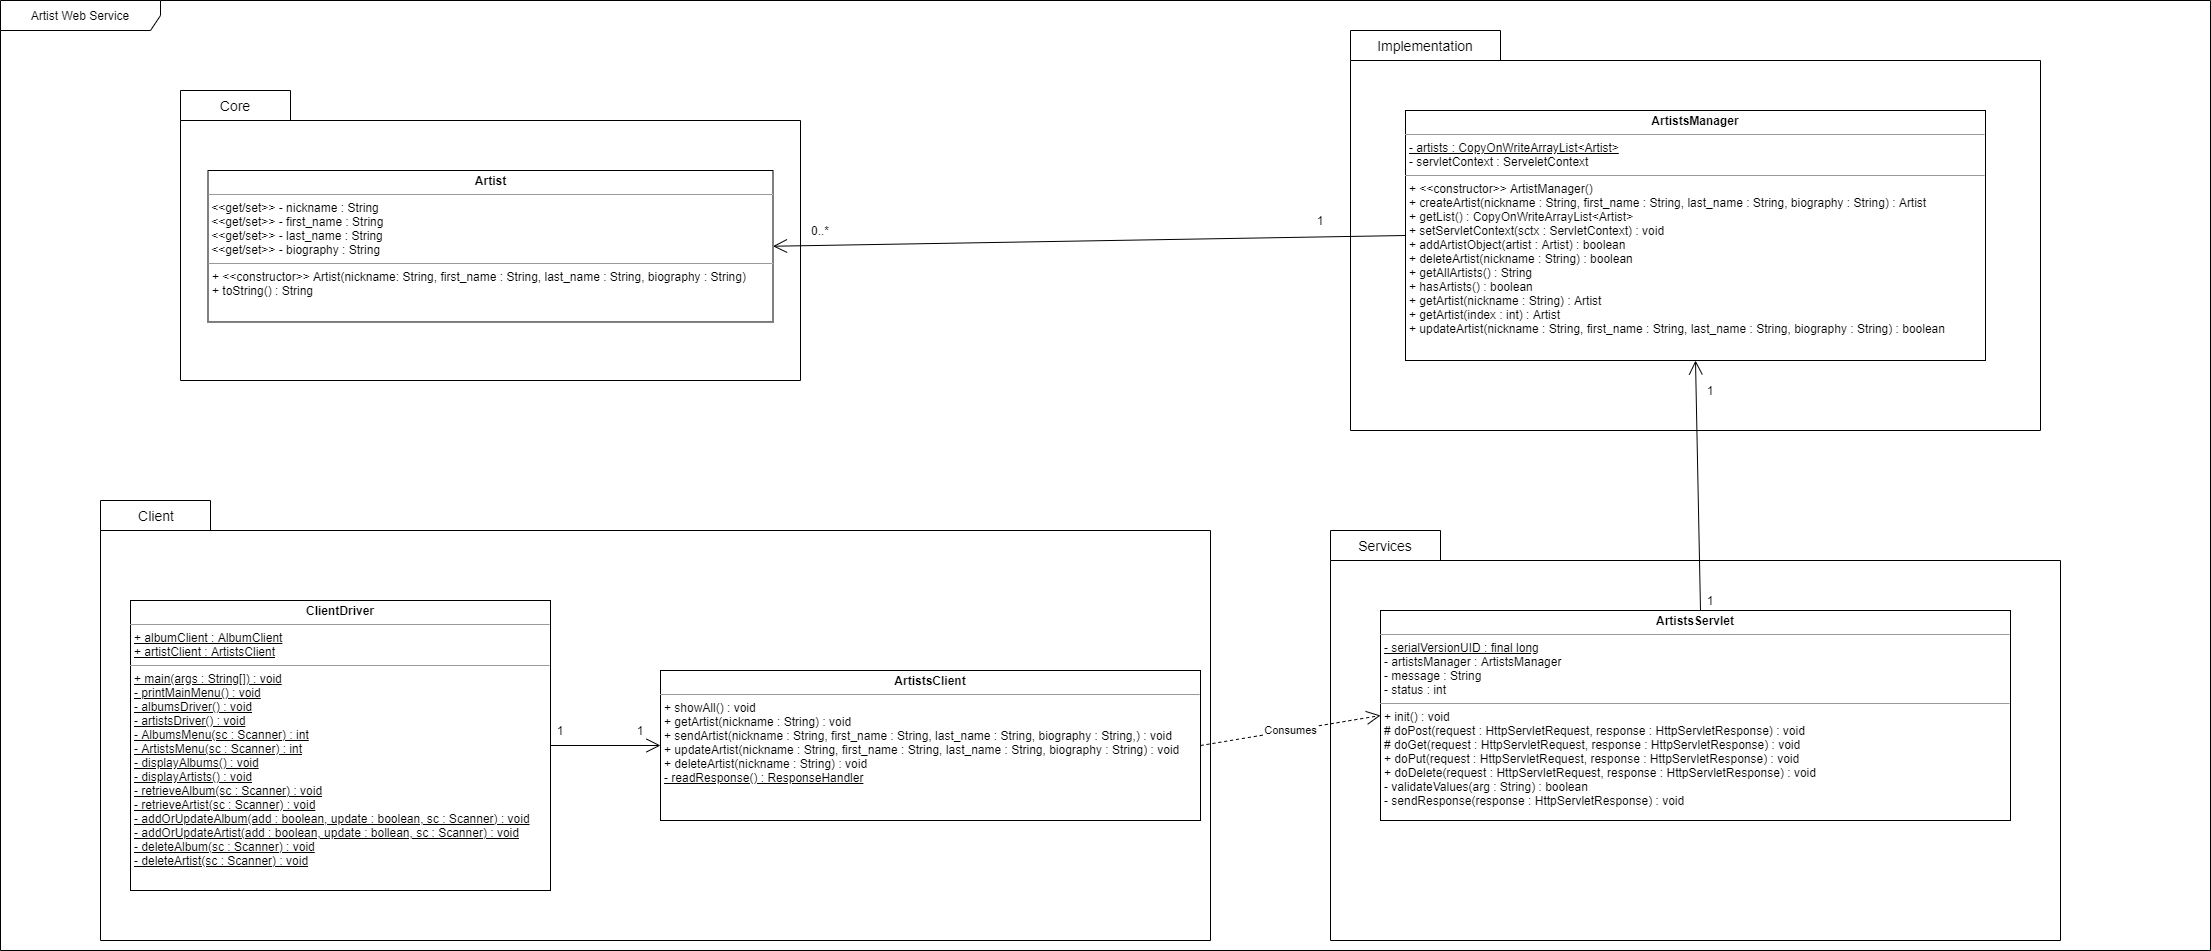 Artist Web Service
Core
Artist
<<get/set>> - nickname : String
<<get/set>> - first_name : String
<<get/set>> - last_name : String
<<get/set>> - biography : String
+ <<constructor>> Artist(nickname: String, first_name : String, last_name : String, biography : String)
+ toString() : String
0..*
1
Implementation
ArtistsManager
- artists : CopyOnWriteArrayList<Artist>
- servletContext : ServeletContext
+ <<constructor>> ArtistManager()
+ createArtist(nickname : String, first_name : String, last_name : String, biography : String) : Artist
+ getList() : CopyOnWriteArrayList<Artist>
+ setServletContext(sctx : ServletContext) : void
+ addArtistObject(artist : Artist) : boolean
+ deleteArtist(nickname : String) : boolean
+ getAllArtists() : String
+ hasArtists() : boolean
+ getArtist(nickname : String) : Artist
+ getArtist(index : int) : Artist
+ updateArtist(nickname : String, first_name : String, last_name : String, biography : String) : boolean
1
1
Client
ClientDriver
+ albumClient : AlbumClient
+ artistClient : ArtistsClient
+ main(args : String[]) : void
- printMainMenu() : void
- albumsDriver() : void
- artistsDriver() : void
- AlbumsMenu(sc : Scanner) : int
- ArtistsMenu(sc : Scanner) : int
- displayAlbums() : void
- displayArtists() : void
- retrieveAlbum(sc : Scanner) : void
- retrieveArtist(sc : Scanner) : void
- addOrUpdateAlbum(add : boolean, update : boolean, sc : Scanner) : void
- addOrUpdateArtist(add : boolean, update : bollean, sc : Scanner) : void
- deleteAlbum(sc : Scanner) : void
- deleteArtist(sc : Scanner) : void
1
1
ArtistsClient
+ showAll() : void
+ getArtist(nickname : String) : void
+ sendArtist(nickname : String, first_name : String, last_name : String, biography : String,) : void
+ updateArtist(nickname : String, first_name : String, last_name : String, biography : String) : void
+ deleteArtist(nickname : String) : void
- readResponse() : ResponseHandler
Consumes
Services
ArtistsServlet
- serialVersionUID : final long
- artistsManager : ArtistsManager
- message : String
- status : int
+ init() : void
# doPost(request : HttpServletRequest, response : HttpServletResponse) : void
# doGet(request : HttpServletRequest, response : HttpServletResponse) : void
+ doPut(request : HttpServletRequest, response : HttpServletResponse) : void
+ doDelete(request : HttpServletRequest, response : HttpServletResponse) : void
- validateValues(arg : String) : boolean
- sendResponse(response : HttpServletResponse) : void